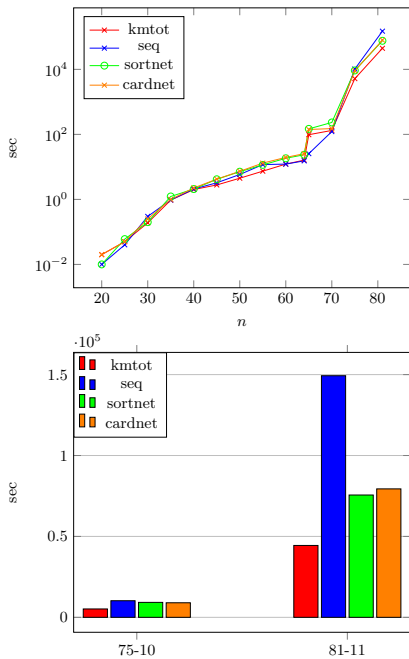 kmtot
seq
sortnet
cardnet
10^4
10^2
10^0
10^−2
sec
20 30 40 50 60 70 80
n
·10^5
kmtot
seq
sortnet
cardnet
1.5
1
0.5
0
sec
75-10 81-11